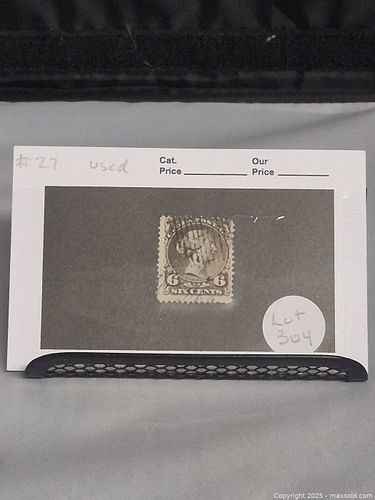 #27 used
Cat.
Price
Our
Price
6 6
SIX CENTS
Lot
304
Copyright 2025 - maxsold.com